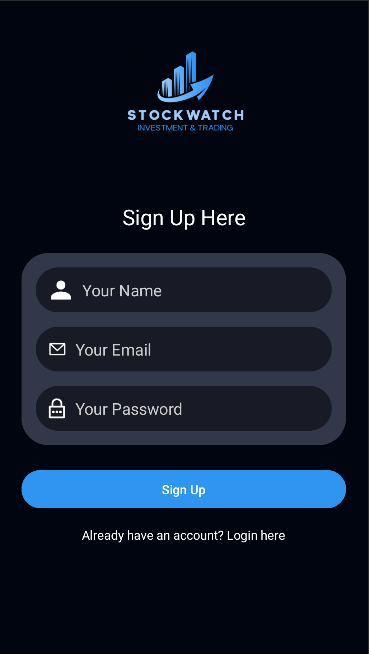 STOCKWATCH
INVESTMENT & TRADING
Sign Up Here
Your Name
Your Email
Your Password
Sign Up
Already have an account? Login here